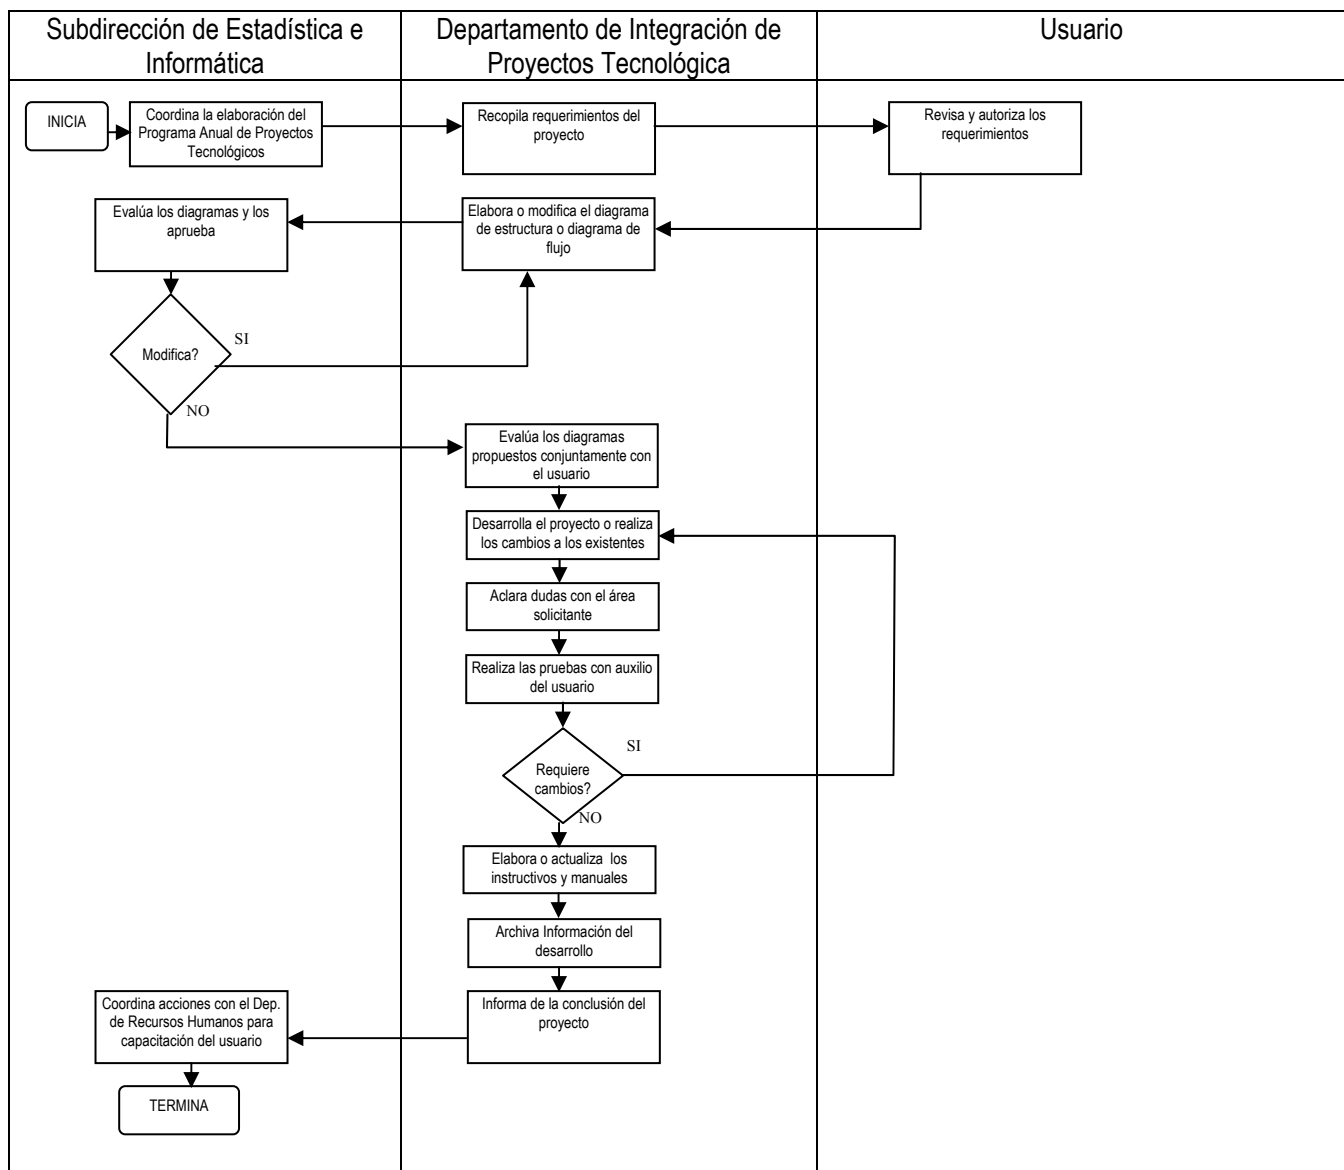 Subdirección de Estadística e
Informática
Departamento de Integración de
Proyectos Tecnológica
Usuario
INICIA
Coordina la elaboración del
Programa Anual de Proyectos
Tecnológicos
Recopila requerimientos del
proyecto
Revisa y autoriza los
requerimientos
Evalúa los diagramas y los
aprueba
Elabora o modifica el diagrama
de estructura o diagrama de
flujo
Modifica?
SI
NO
Evalúa los diagramas
propuestos conjuntamente con
el usuario
Desarrolla el proyecto o realiza
los cambios a los existentes
Aclara dudas con el área
solicitante
Realiza las pruebas con auxilio
del usuario
Requiere
cambios?
SI
NO
Elabora o actualiza los
instructivos y manuales
Archiva Información del
desarrollo
Informa de la conclusión del
proyecto
Coordina acciones con el Dep.
de Recursos Humanos para
capacitación del usuario
TERMINA